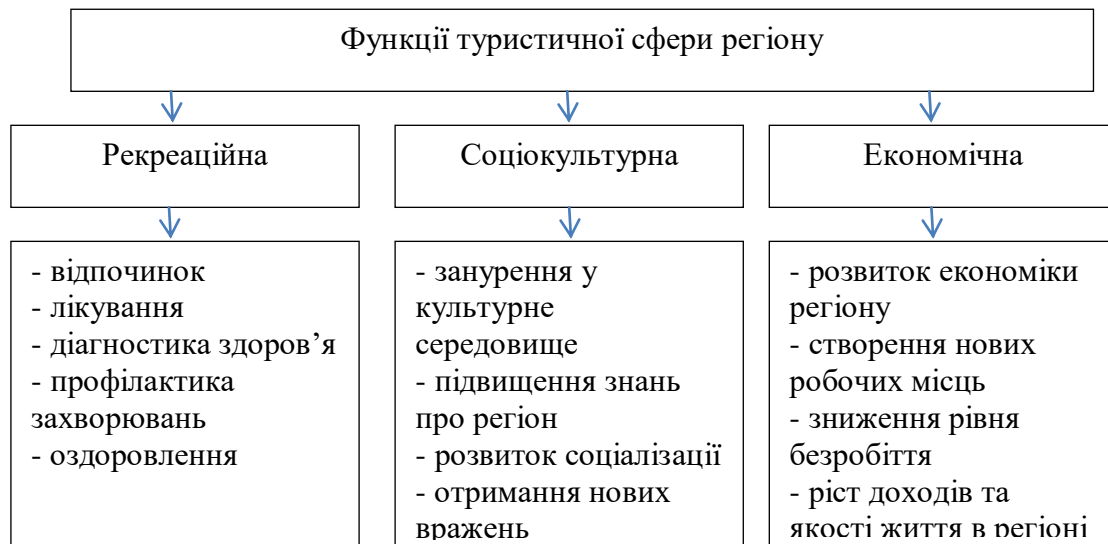 Функції туристичної сфери регіону
Рекреаційна
Соціокультурна
Економічна
- відпочинок
- лікування
- діагностика здоров’я
- профілактика
захворювань
- оздоровлення
- занурення у
культурне
середовище
- підвищення знань
про регіон
- розвиток соціалізації
- отримання нових
вражень
- розвиток економіки
регіону
- створення нових
робочих місць
- зниження рівня
безробіття
- ріст доходів та
якості життя в регіоні